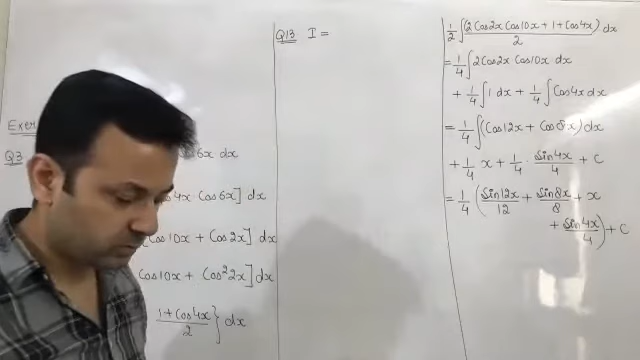 Exer
Q3 6x dx
4x Cos6x] dx
[Cos10x + Cos2x] dx
Cos10x + Cos²2x] dx
1+Cos4x/2 } dx
Q13 I =
1/2 ∫(2Cos2x Cos10x + 1 + Cos4x)/2 dx
= 1/4 ∫2Cos2x Cos10x dx
+ 1/4 ∫1 dx + 1/4 ∫Cos4x dx
= 1/4 ∫(Cos12x + Cos8x) dx
+ 1/4 x + 1/4 · Sin4x/4 + C
= 1/4 (Sin12x/12 + Sin8x/8 + x
+ Sin4x/4) + C